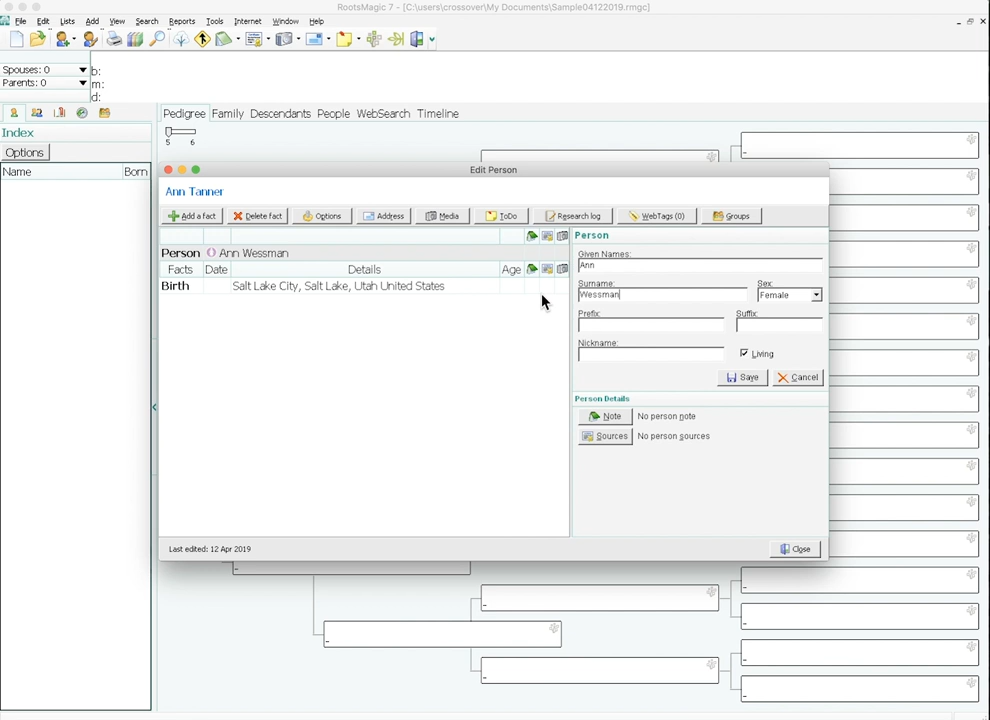 RootsMagic 7 - [C:\users\crossover\My Documents\Sample04122019.rmgc]
File Edit Lists Add View Search Reports Tools Internet Window Help
Spouses: 0
Parents: 0
b:
m:
d:
Pedigree Family Descendants People WebSearch Timeline
5 6
Index
Options
Name Born
Edit Person
Ann Tanner
Add a fact Delete fact Options Address Media ToDo Research log WebTags (0) Groups
Person Ann Wessman
Facts Date Details Age
Birth Salt Lake City, Salt Lake, Utah United States
Person
Given Names:
Ann
Surname: Sex:
Wessman Female
Prefix: Suffix:
Nickname:
Living
Save Cancel
Person Details
Note No person note
Sources No person sources
Last edited: 12 Apr 2019
Close